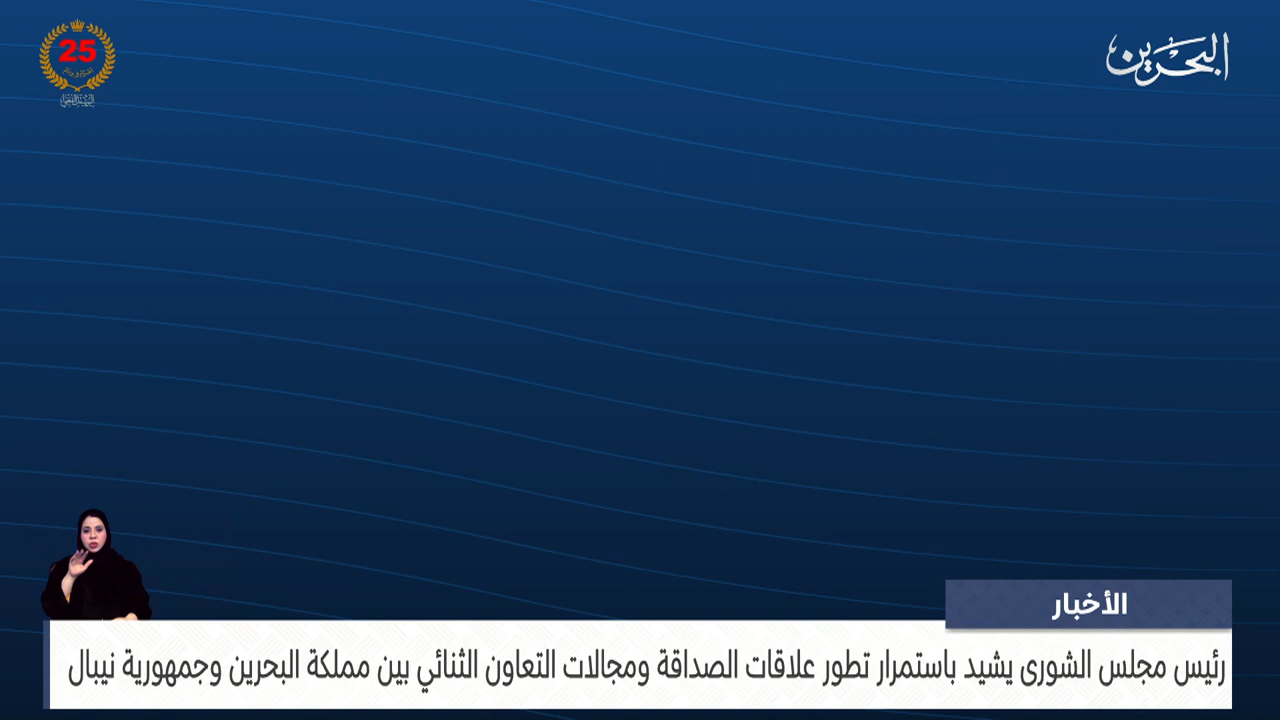 البحرين
25
الأخبار
رئيس مجلس الشورى يشيد باستمرار تطور علاقات الصداقة ومجالات التعاون الثنائي بين مملكة البحرين وجمهورية نيبال